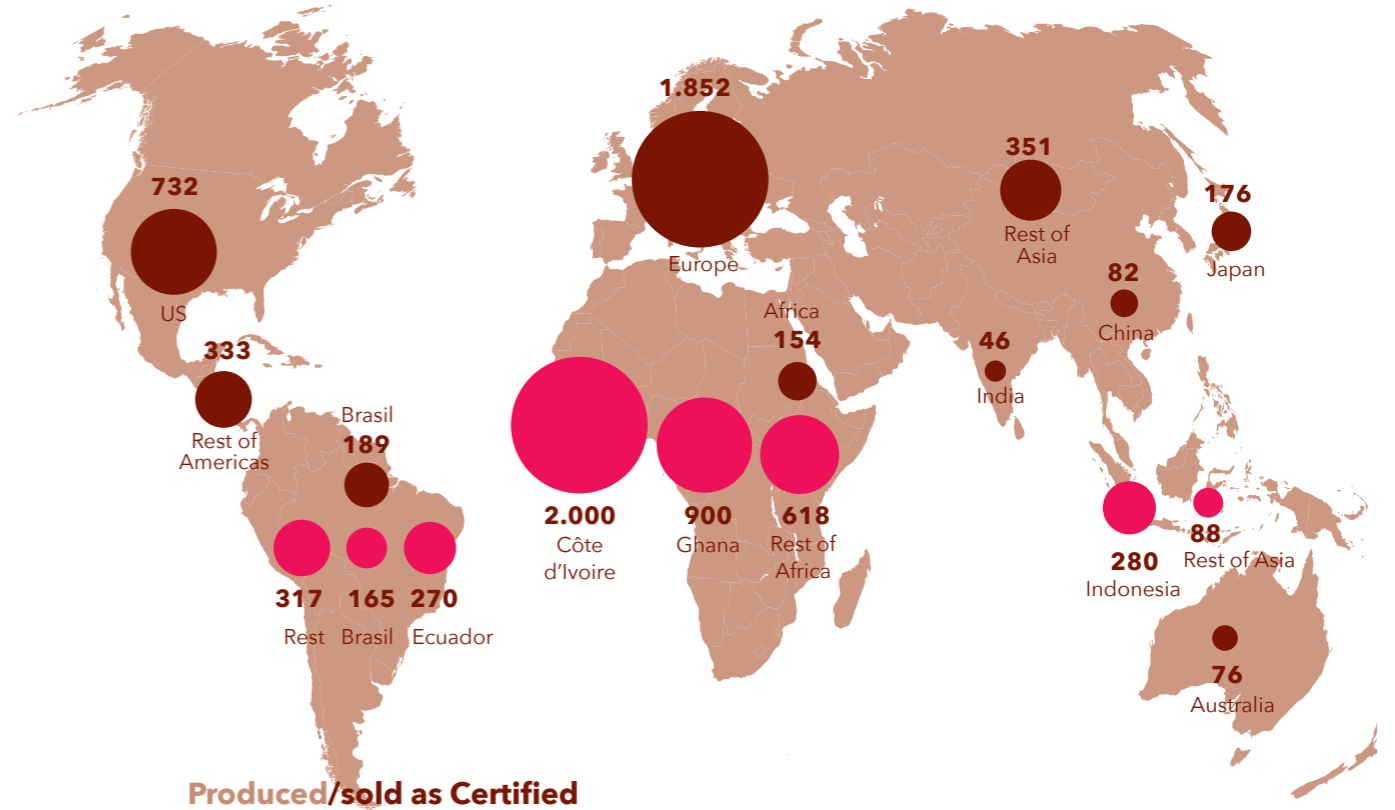 1.852
351
732
176
Rest of
Asia
Europe
Japan
82
US
Africa
China
154
46
333
India
Brasil
Rest of
Americas
189
2.000
900
618
88
Côte
d'Ivoire
Ghana
Rest of
Africa
280
Rest of Asia
Indonesia
317
165
270
Rest
Brasil
Ecuador
76
Australia
Produced/sold as Certified